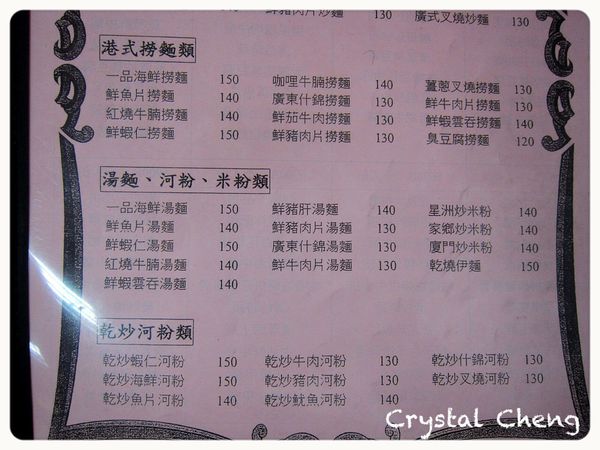 鮮豬肉片炒麵 130 廣式叉燒炒麵 130
港式撈麵類
一品海鮮撈麵 150 咖哩牛腩撈麵 140 薑蔥叉燒撈麵 130
鮮魚片撈麵 140 廣東什錦撈麵 130 鮮牛肉片撈麵 130
紅燒牛腩撈麵 140 鮮茄牛肉撈麵 130 鮮蝦雲吞撈麵 140
鮮蝦仁撈麵 150 鮮豬肉片撈麵 130 臭豆腐撈麵 120
湯麵、河粉、米粉類
一品海鮮湯麵 150 鮮豬肝湯麵 140 星洲炒米粉 140
鮮魚片湯麵 140 鮮豬肉片湯麵 130 家鄉炒米粉 140
鮮蝦仁湯麵 150 廣東什錦湯麵 130 廈門炒米粉 140
紅燒牛腩湯麵 140 鮮牛肉片湯麵 130 乾燒伊麵 150
鮮蝦雲吞湯麵 140
乾炒河粉類
乾炒蝦仁河粉 150 乾炒牛肉河粉 130 乾炒什錦河粉 130
乾炒海鮮河粉 150 乾炒豬肉河粉 130 乾炒叉燒河粉 130
乾炒魚片河粉 140 乾炒魷魚河粉 140
Crystal Cheng